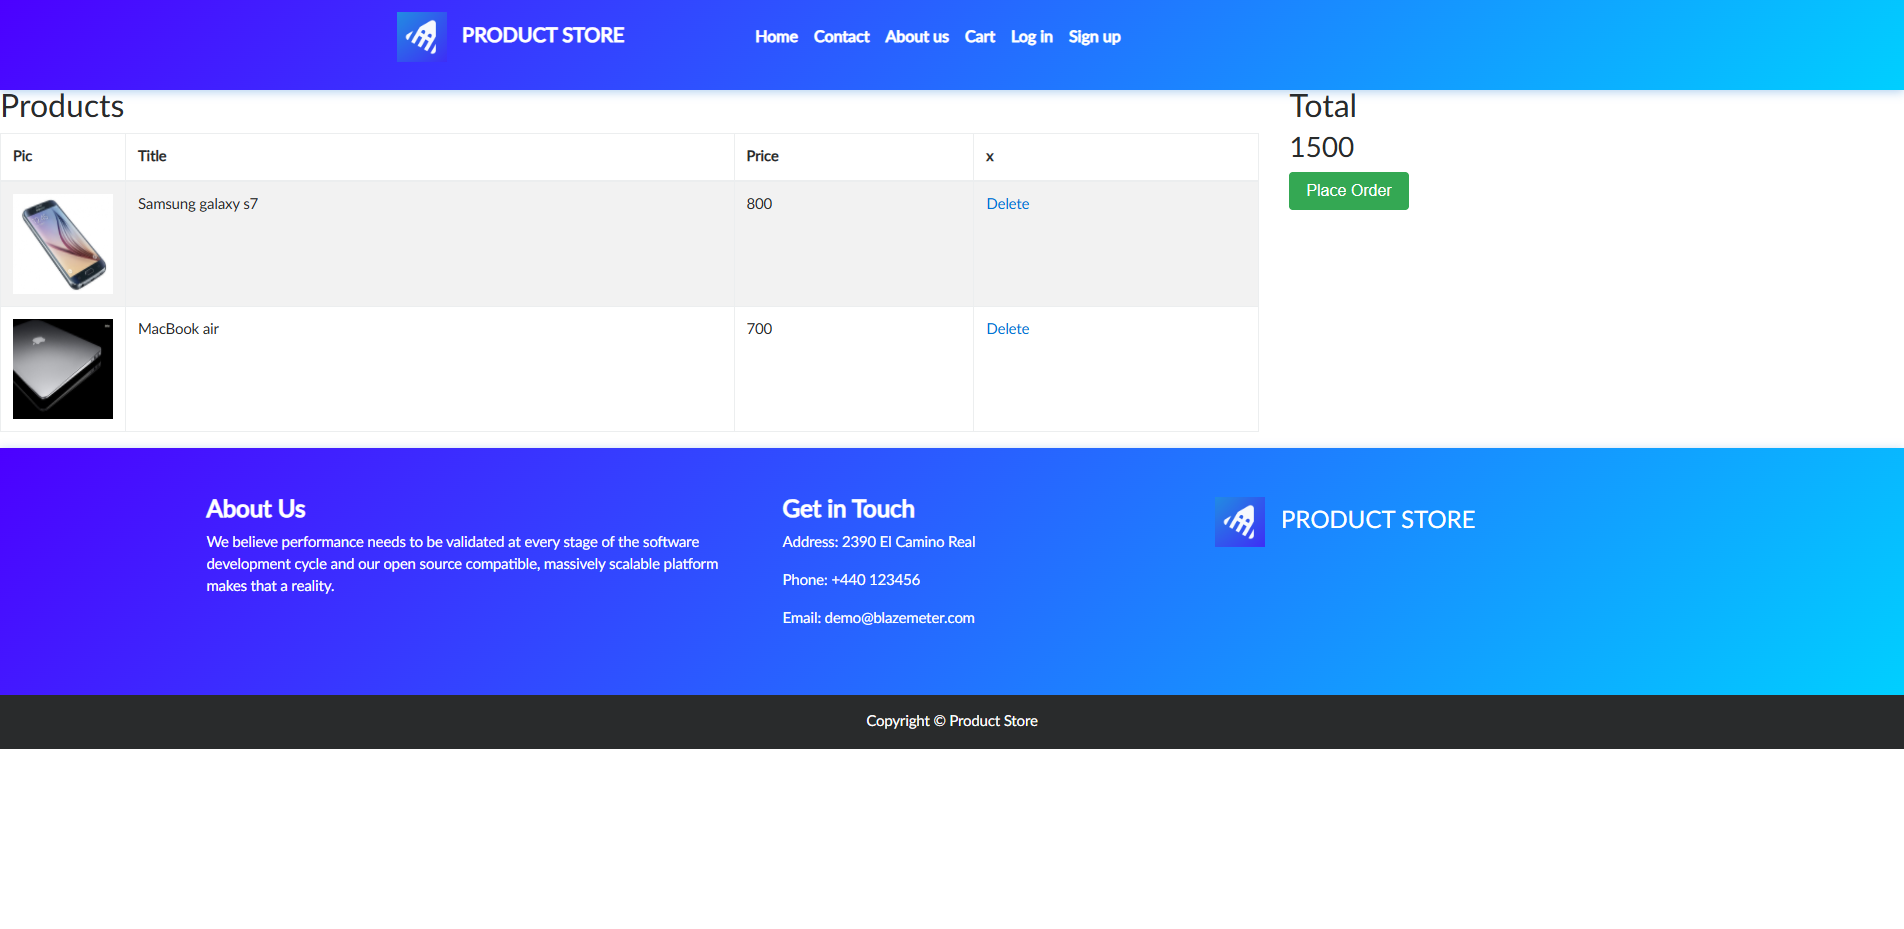 PRODUCT STORE
Home Contact About us Cart Log in Sign up
Products
Pic Title Price x
Samsung galaxy s7 800 Delete
MacBook air 700 Delete
Total
1500
Place Order
About Us
We believe performance needs to be validated at every stage of the software
development cycle and our open source compatible, massively scalable platform
makes that a reality.
Get in Touch
Address: 2390 El Camino Real
Phone: +440 123456
Email: demo@blazemeter.com
PRODUCT STORE
Copyright © Product Store